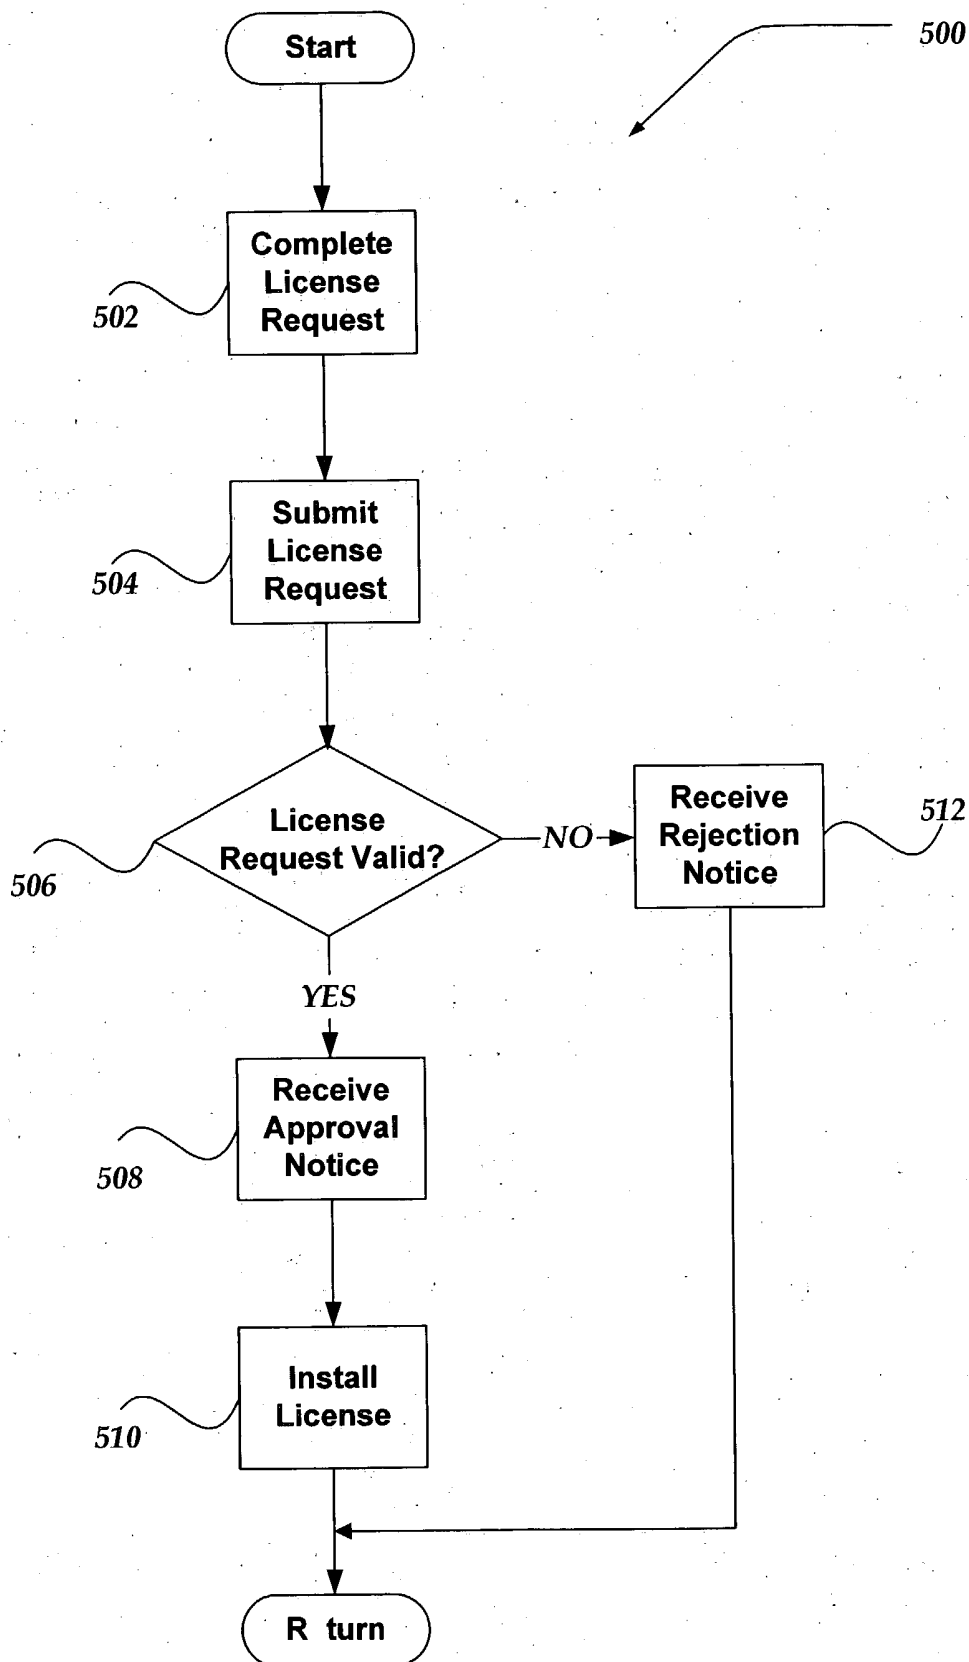 Start
500
Complete
License
Request
502
Submit
License
Request
504
License
Request Valid?
506
NO
Receive
Rejection
Notice
512
YES
Receive
Approval
Notice
508
Install
License
510
R turn